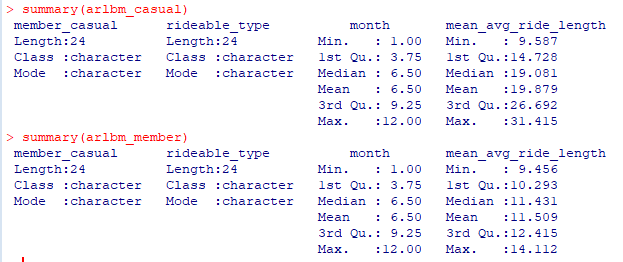 > summary(arlbm_casual)
member_casual rideable_type month mean_avg_ride_length
Length:24 Length:24 Min. : 1.00 Min. : 9.587
Class :character Class :character 1st Qu.: 3.75 1st Qu.:14.728
Mode :character Mode :character Median : 6.50 Median :19.081
Mean : 6.50 Mean :19.879
3rd Qu.: 9.25 3rd Qu.:26.692
Max. :12.00 Max. :31.415
> summary(arlbm_member)
member_casual rideable_type month mean_avg_ride_length
Length:24 Length:24 Min. : 1.00 Min. : 9.456
Class :character Class :character 1st Qu.: 3.75 1st Qu.:10.293
Mode :character Mode :character Median : 6.50 Median :11.431
Mean : 6.50 Mean :11.509
3rd Qu.: 9.25 3rd Qu.:12.415
Max. :12.00 Max. :14.112